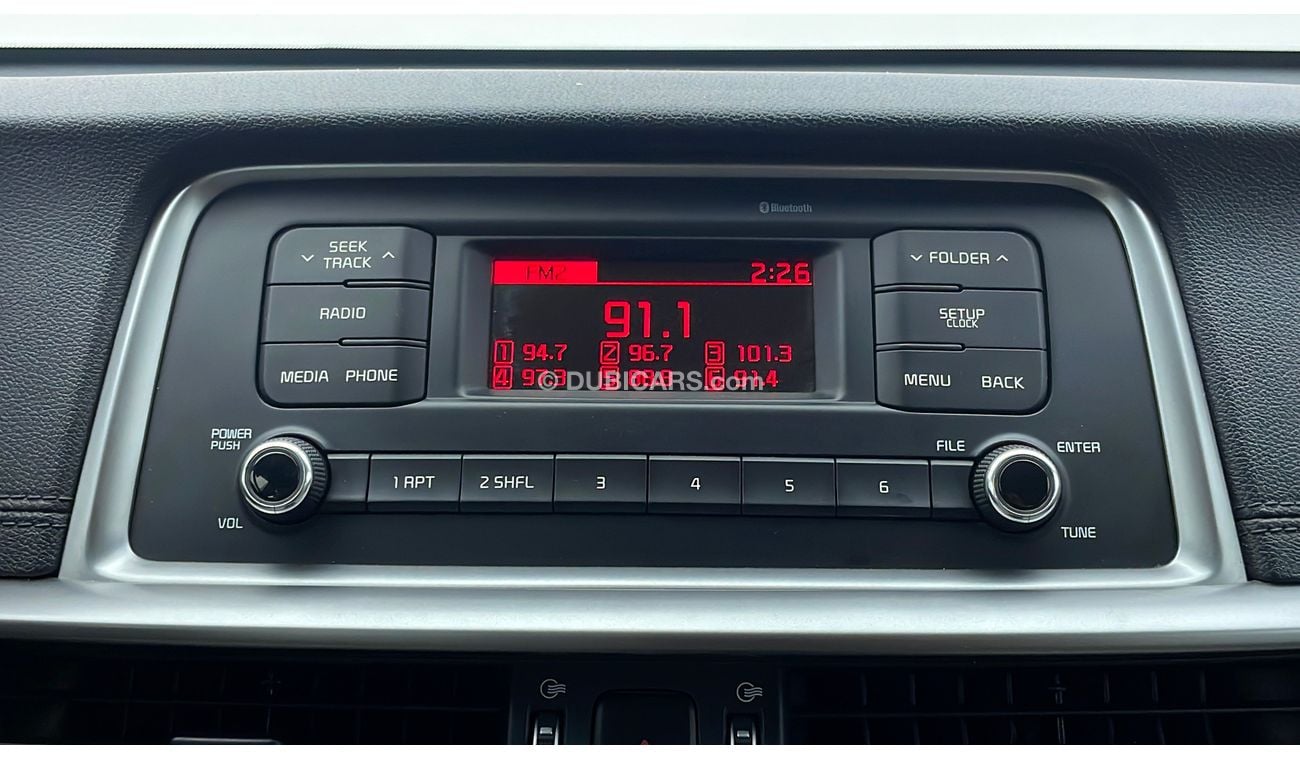 Bluetooth
SEEK
TRACK
FOLDER
RADIO
SETUP
CLOCK
MEDIA PHONE
MENU BACK
FM2 2:26
91.1
1 94.7 2 96.7 3 101.3
4
© DUBICARS.com
POWER
PUSH
VOL
1 RPT 2 SHFL 3 4 5 6
FILE
ENTER
TUNE